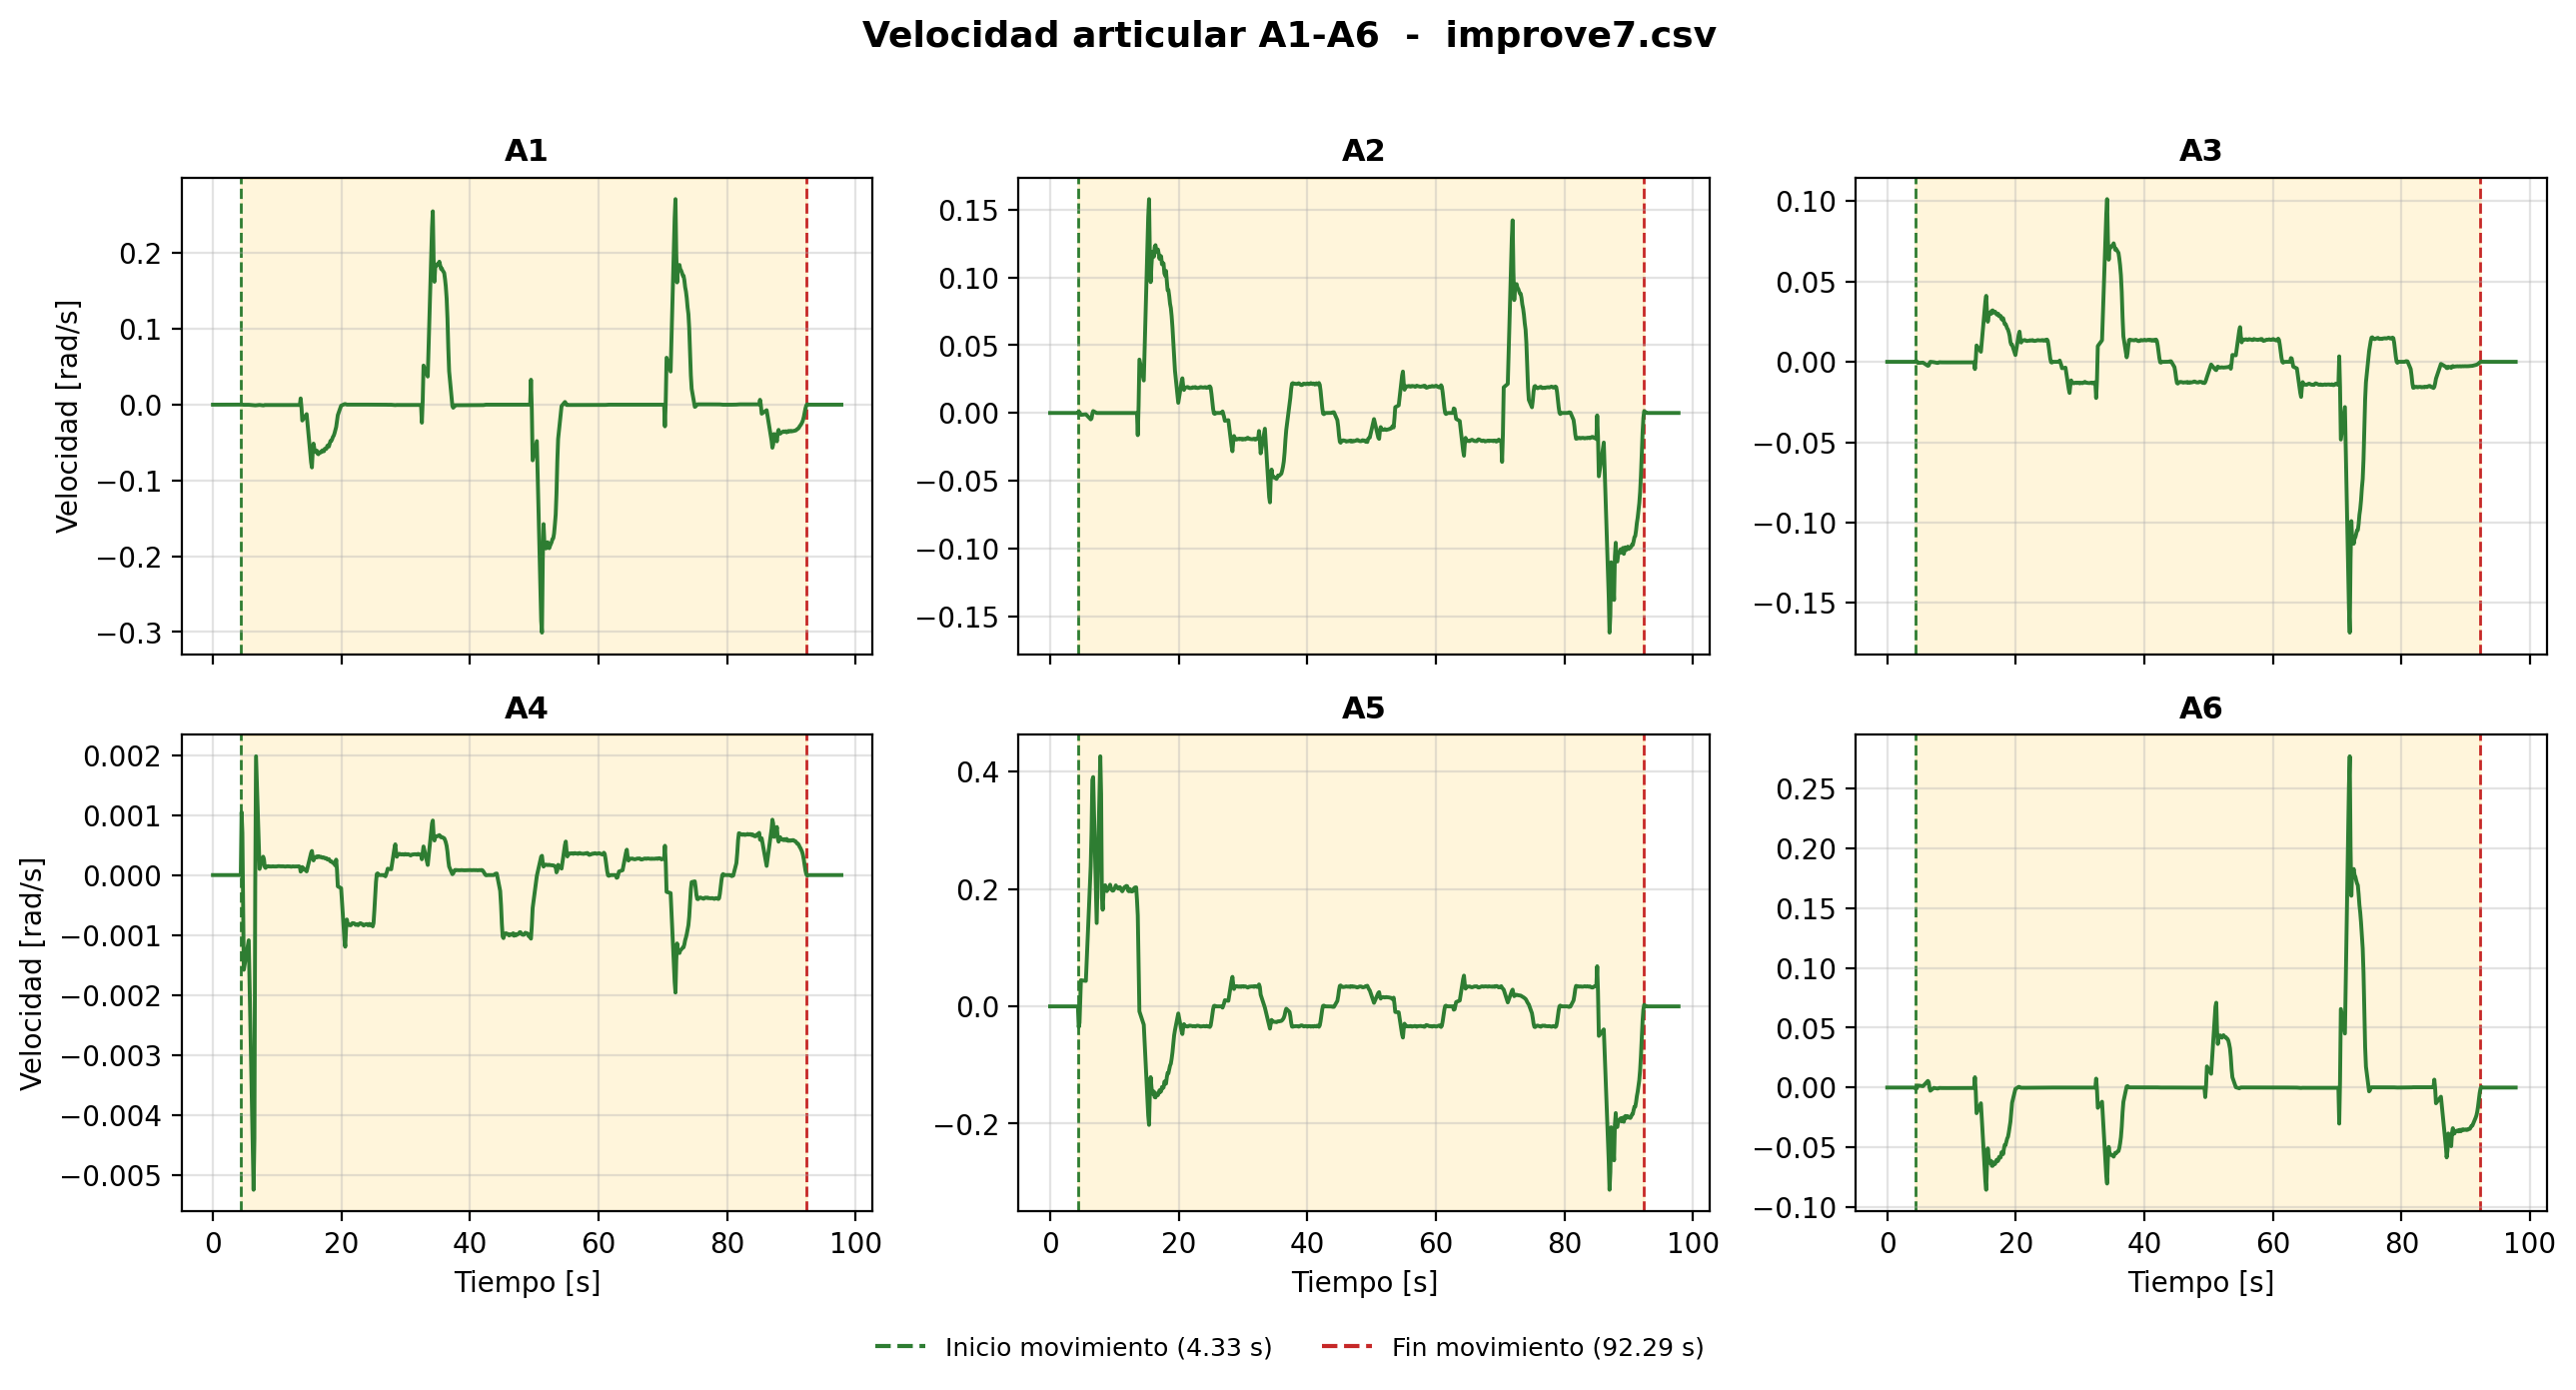 Velocidad articular A1-A6  -  improve7.csv
A1
A2
A3
Velocidad [rad/s]
0.2
0.1
0.0
−0.1
−0.2
−0.3
0.15
0.10
0.05
0.00
−0.05
−0.10
−0.15
0.10
0.05
0.00
−0.05
−0.10
−0.15
A4
A5
A6
Velocidad [rad/s]
0.002
0.001
0.000
−0.001
−0.002
−0.003
−0.004
−0.005
0.4
0.2
0.0
−0.2
0.25
0.20
0.15
0.10
0.05
0.00
−0.05
−0.10
0 20 40 60 80 100
0 20 40 60 80 100
0 20 40 60 80 100
Tiempo [s]
Tiempo [s]
Tiempo [s]
Inicio movimiento (4.33 s)
Fin movimiento (92.29 s)